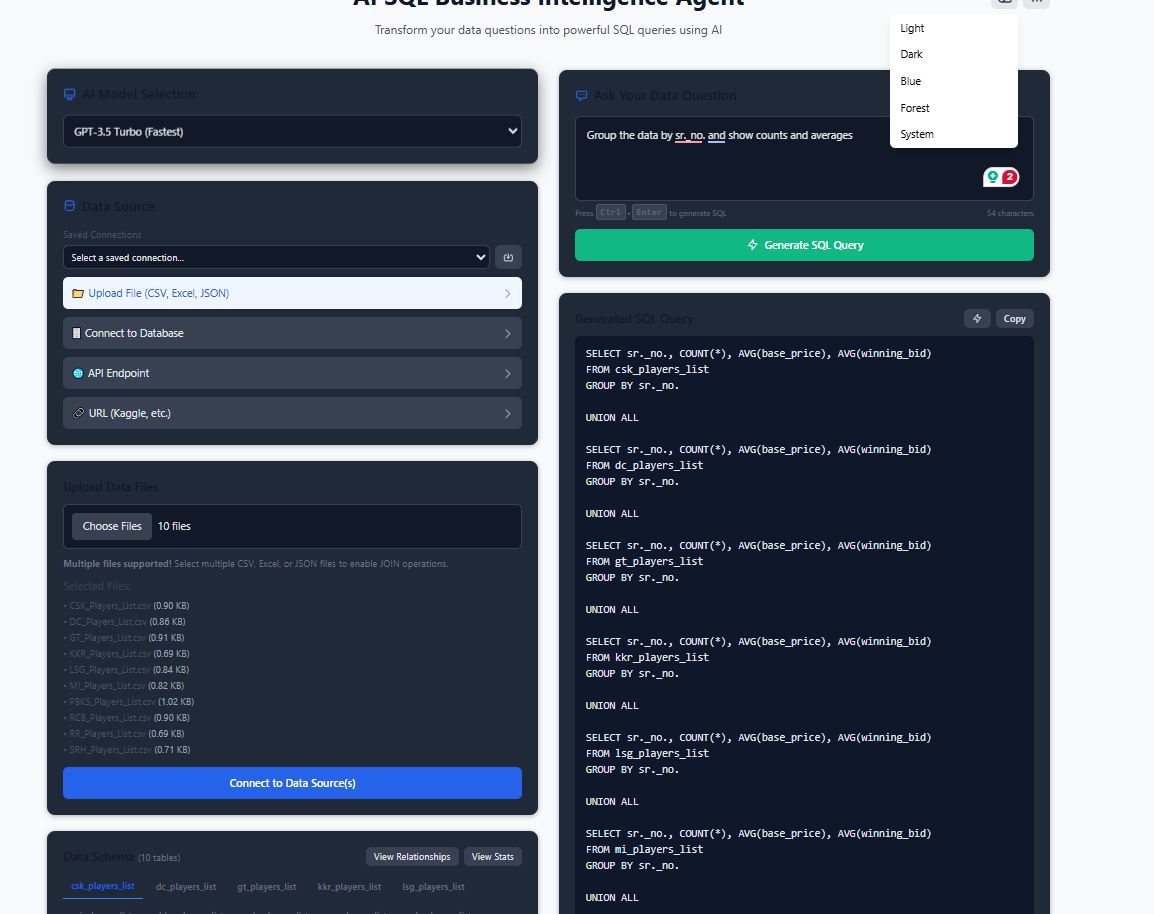 AI SQL Business Intelligence Agent
Transform your data questions into powerful SQL queries using AI
Light
Dark
Blue
Forest
System
AI Model Selection
GPT-3.5 Turbo (Fastest)
Data Source
Saved Connections
Select a saved connection...
Upload File (CSV, Excel, JSON)
Connect to Database
API Endpoint
URL (Kaggle, etc.)
Upload Data Files
Choose Files 10 files
Multiple files supported! Select multiple CSV, Excel, or JSON files to enable JOIN operations.
Selected Files:
• CSK_Players_List.csv (0.90 KB)
• DC_Players_List.csv (0.86 KB)
• GT_Players_List.csv (0.91 KB)
• KKR_Players_List.csv (0.69 KB)
• LSG_Players_List.csv (0.84 KB)
• MI_Players_List.csv (0.82 KB)
• PBKS_Players_List.csv (1.02 KB)
• RCB_Players_List.csv (0.90 KB)
• RR_Players_List.csv (0.69 KB)
• SRH_Players_List.csv (0.71 KB)
Connect to Data Source(s)
Data Schema (10 tables)
View Relationships
View Stats
csk_players_list dc_players_list gt_players_list kkr_players_list lsg_players_list
Ask Your Data Question
Group the data by sr._no. and show counts and averages
2
Press Ctrl + Enter to generate SQL
54 characters
Generate SQL Query
Generated SQL Query
Copy
SELECT sr._no., COUNT(*), AVG(base_price), AVG(winning_bid)
FROM csk_players_list
GROUP BY sr._no.
UNION ALL
SELECT sr._no., COUNT(*), AVG(base_price), AVG(winning_bid)
FROM dc_players_list
GROUP BY sr._no.
UNION ALL
SELECT sr._no., COUNT(*), AVG(base_price), AVG(winning_bid)
FROM gt_players_list
GROUP BY sr._no.
UNION ALL
SELECT sr._no., COUNT(*), AVG(base_price), AVG(winning_bid)
FROM kkr_players_list
GROUP BY sr._no.
UNION ALL
SELECT sr._no., COUNT(*), AVG(base_price), AVG(winning_bid)
FROM lsg_players_list
GROUP BY sr._no.
UNION ALL
SELECT sr._no., COUNT(*), AVG(base_price), AVG(winning_bid)
FROM mi_players_list
GROUP BY sr._no.
UNION ALL